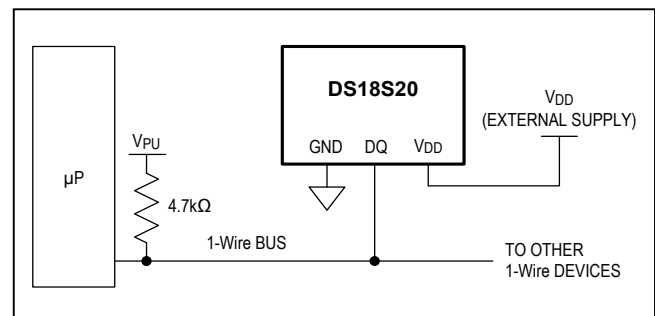 DS18S20
GND DQ VDD
VDD
(EXTERNAL SUPPLY)
VPU
µP
4.7kΩ
1-Wire BUS
TO OTHER
1-Wire DEVICES